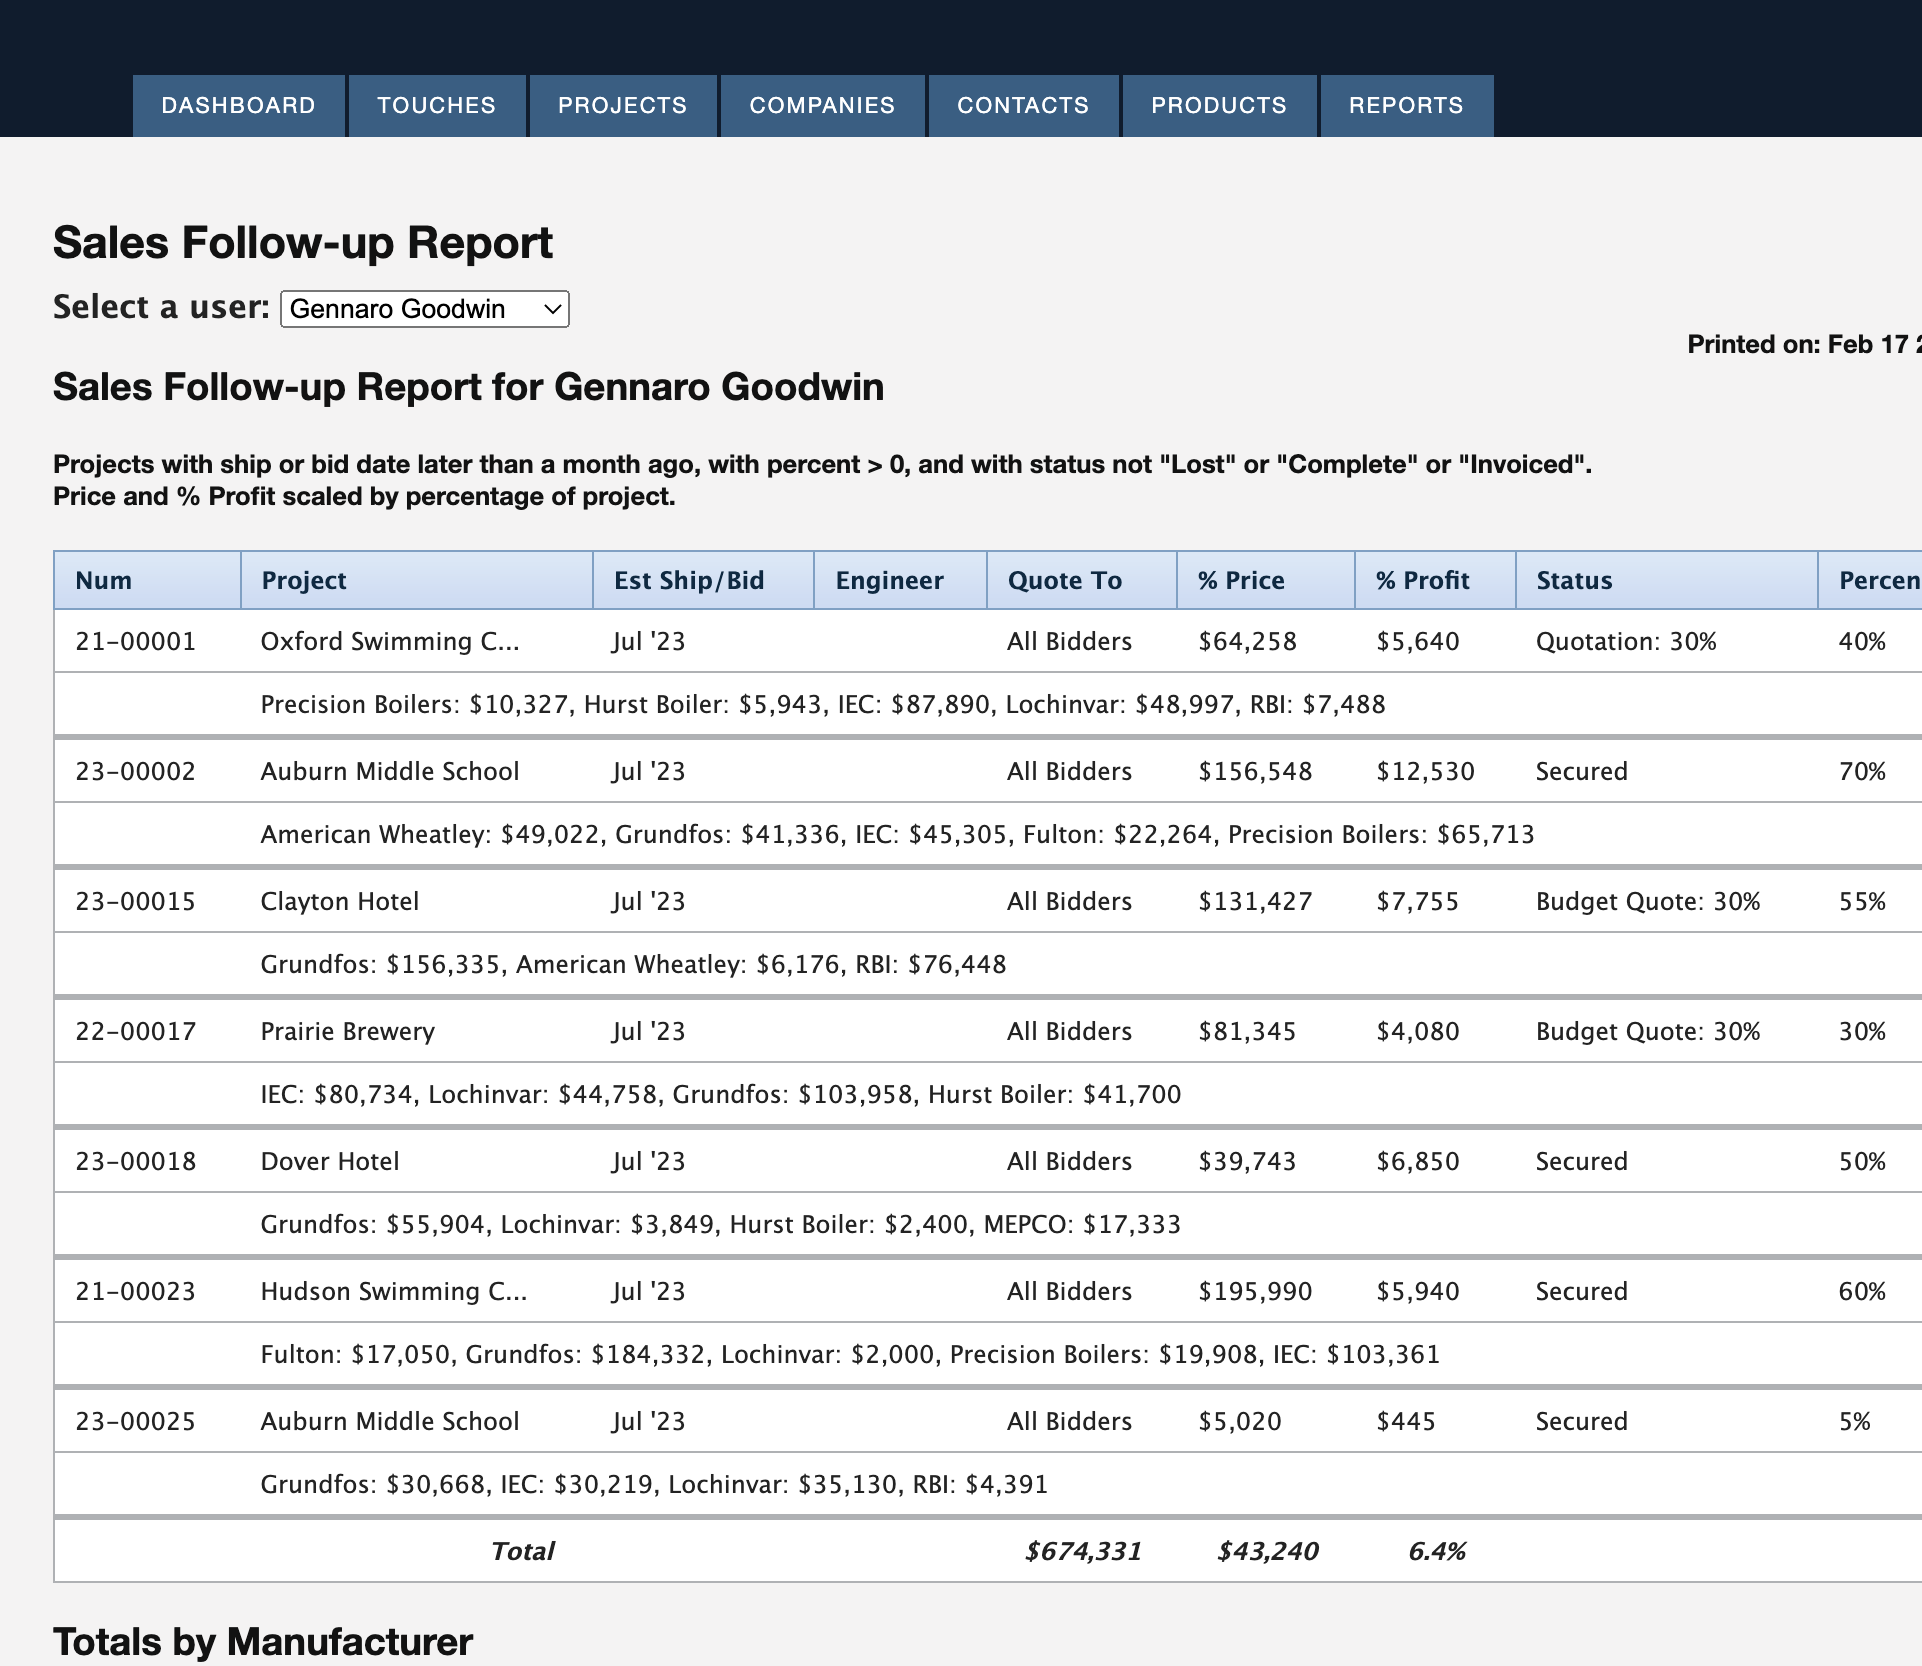 DASHBOARD TOUCHES PROJECTS COMPANIES CONTACTS PRODUCTS REPORTS
Sales Follow-up Report
Select a user: Gennaro Goodwin
Printed on: Feb 17
Sales Follow-up Report for Gennaro Goodwin
Projects with ship or bid date later than a month ago, with percent > 0, and with status not "Lost" or "Complete" or "Invoiced".
Price and % Profit scaled by percentage of project.
Num Project Est Ship/Bid Engineer Quote To % Price % Profit Status Percen
21-00001 Oxford Swimming C... Jul '23 All Bidders $64,258 $5,640 Quotation: 30% 40%
Precision Boilers: $10,327, Hurst Boiler: $5,943, IEC: $87,890, Lochinvar: $48,997, RBI: $7,488
23-00002 Auburn Middle School Jul '23 All Bidders $156,548 $12,530 Secured 70%
American Wheatley: $49,022, Grundfos: $41,336, IEC: $45,305, Fulton: $22,264, Precision Boilers: $65,713
23-00015 Clayton Hotel Jul '23 All Bidders $131,427 $7,755 Budget Quote: 30% 55%
Grundfos: $156,335, American Wheatley: $6,176, RBI: $76,448
22-00017 Prairie Brewery Jul '23 All Bidders $81,345 $4,080 Budget Quote: 30% 30%
IEC: $80,734, Lochinvar: $44,758, Grundfos: $103,958, Hurst Boiler: $41,700
23-00018 Dover Hotel Jul '23 All Bidders $39,743 $6,850 Secured 50%
Grundfos: $55,904, Lochinvar: $3,849, Hurst Boiler: $2,400, MEPCO: $17,333
21-00023 Hudson Swimming C... Jul '23 All Bidders $195,990 $5,940 Secured 60%
Fulton: $17,050, Grundfos: $184,332, Lochinvar: $2,000, Precision Boilers: $19,908, IEC: $103,361
23-00025 Auburn Middle School Jul '23 All Bidders $5,020 $445 Secured 5%
Grundfos: $30,668, IEC: $30,219, Lochinvar: $35,130, RBI: $4,391
Total $674,331 $43,240 6.4%
Totals by Manufacturer